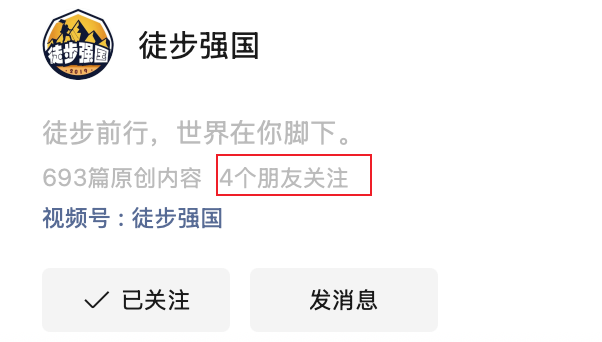 徒步强国
·2019·
徒步强国
徒步前行，世界在你脚下。
693篇原创内容 4个朋友关注
视频号：徒步强国
已关注 发消息